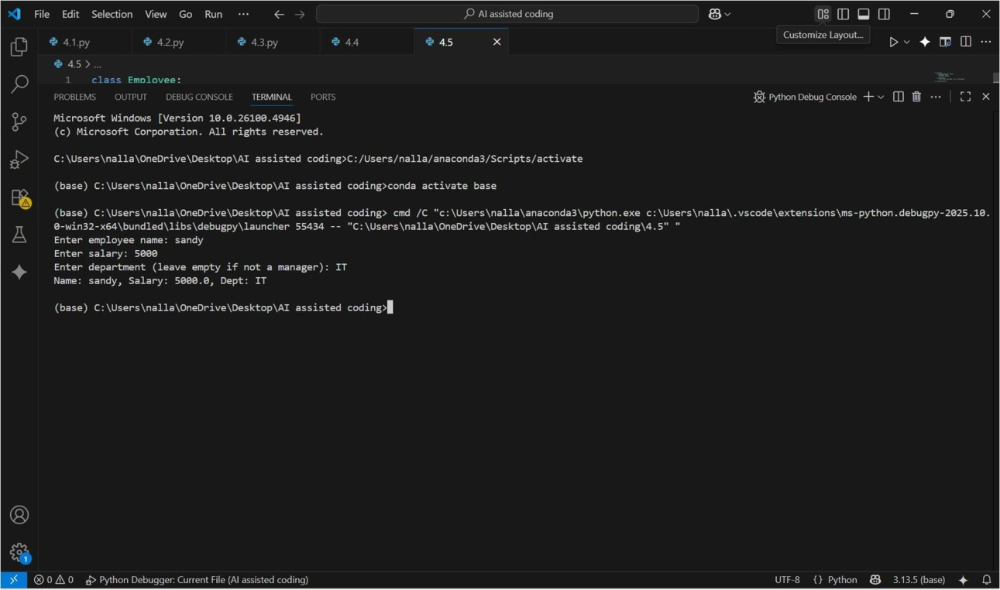 File Edit Selection View Go Run ··· ← → AI assisted coding
Customize Layout...
4.1.py 4.2.py 4.3.py 4.4 4.5 ×
4.5 > ...
1 class Employee:
PROBLEMS OUTPUT DEBUG CONSOLE TERMINAL PORTS Python Debug Console
Microsoft Windows [Version 10.0.26100.4946]
(c) Microsoft Corporation. All rights reserved.
C:\Users\nalla\OneDrive\Desktop\AI assisted coding>C:/Users/nalla/anaconda3/Scripts/activate
(base) C:\Users\nalla\OneDrive\Desktop\AI assisted coding>conda activate base
(base) C:\Users\nalla\OneDrive\Desktop\AI assisted coding> cmd /C "c:\Users\nalla\anaconda3\python.exe c:\Users\nalla\.vscode\extensions\ms-python.debugpy-2025.10.
0-win32-x64\bundled\libs\debugpy\launcher 55434 -- "C:\Users\nalla\OneDrive\Desktop\AI assisted coding\4.5" "
Enter employee name: sandy
Enter salary: 5000
Enter department (leave empty if not a manager): IT
Name: sandy, Salary: 5000.0, Dept: IT
(base) C:\Users\nalla\OneDrive\Desktop\AI assisted coding>
1
0 0 Python Debugger: Current File (AI assisted coding) UTF-8 {} Python 3.13.5 (base)